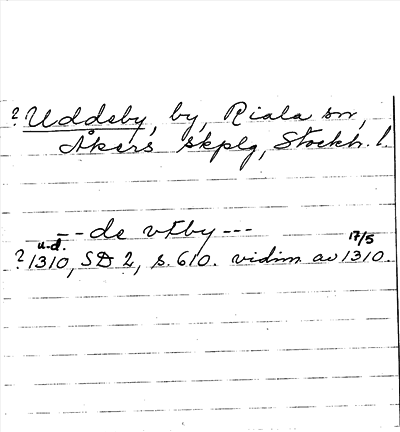 ? Uddeby, by, Riala sn,
Åkers skplg, Stockh. l.
-- de vtby ---
u.d. 17/5
? 1310, SD 2, s. 610. vidim av 1310.